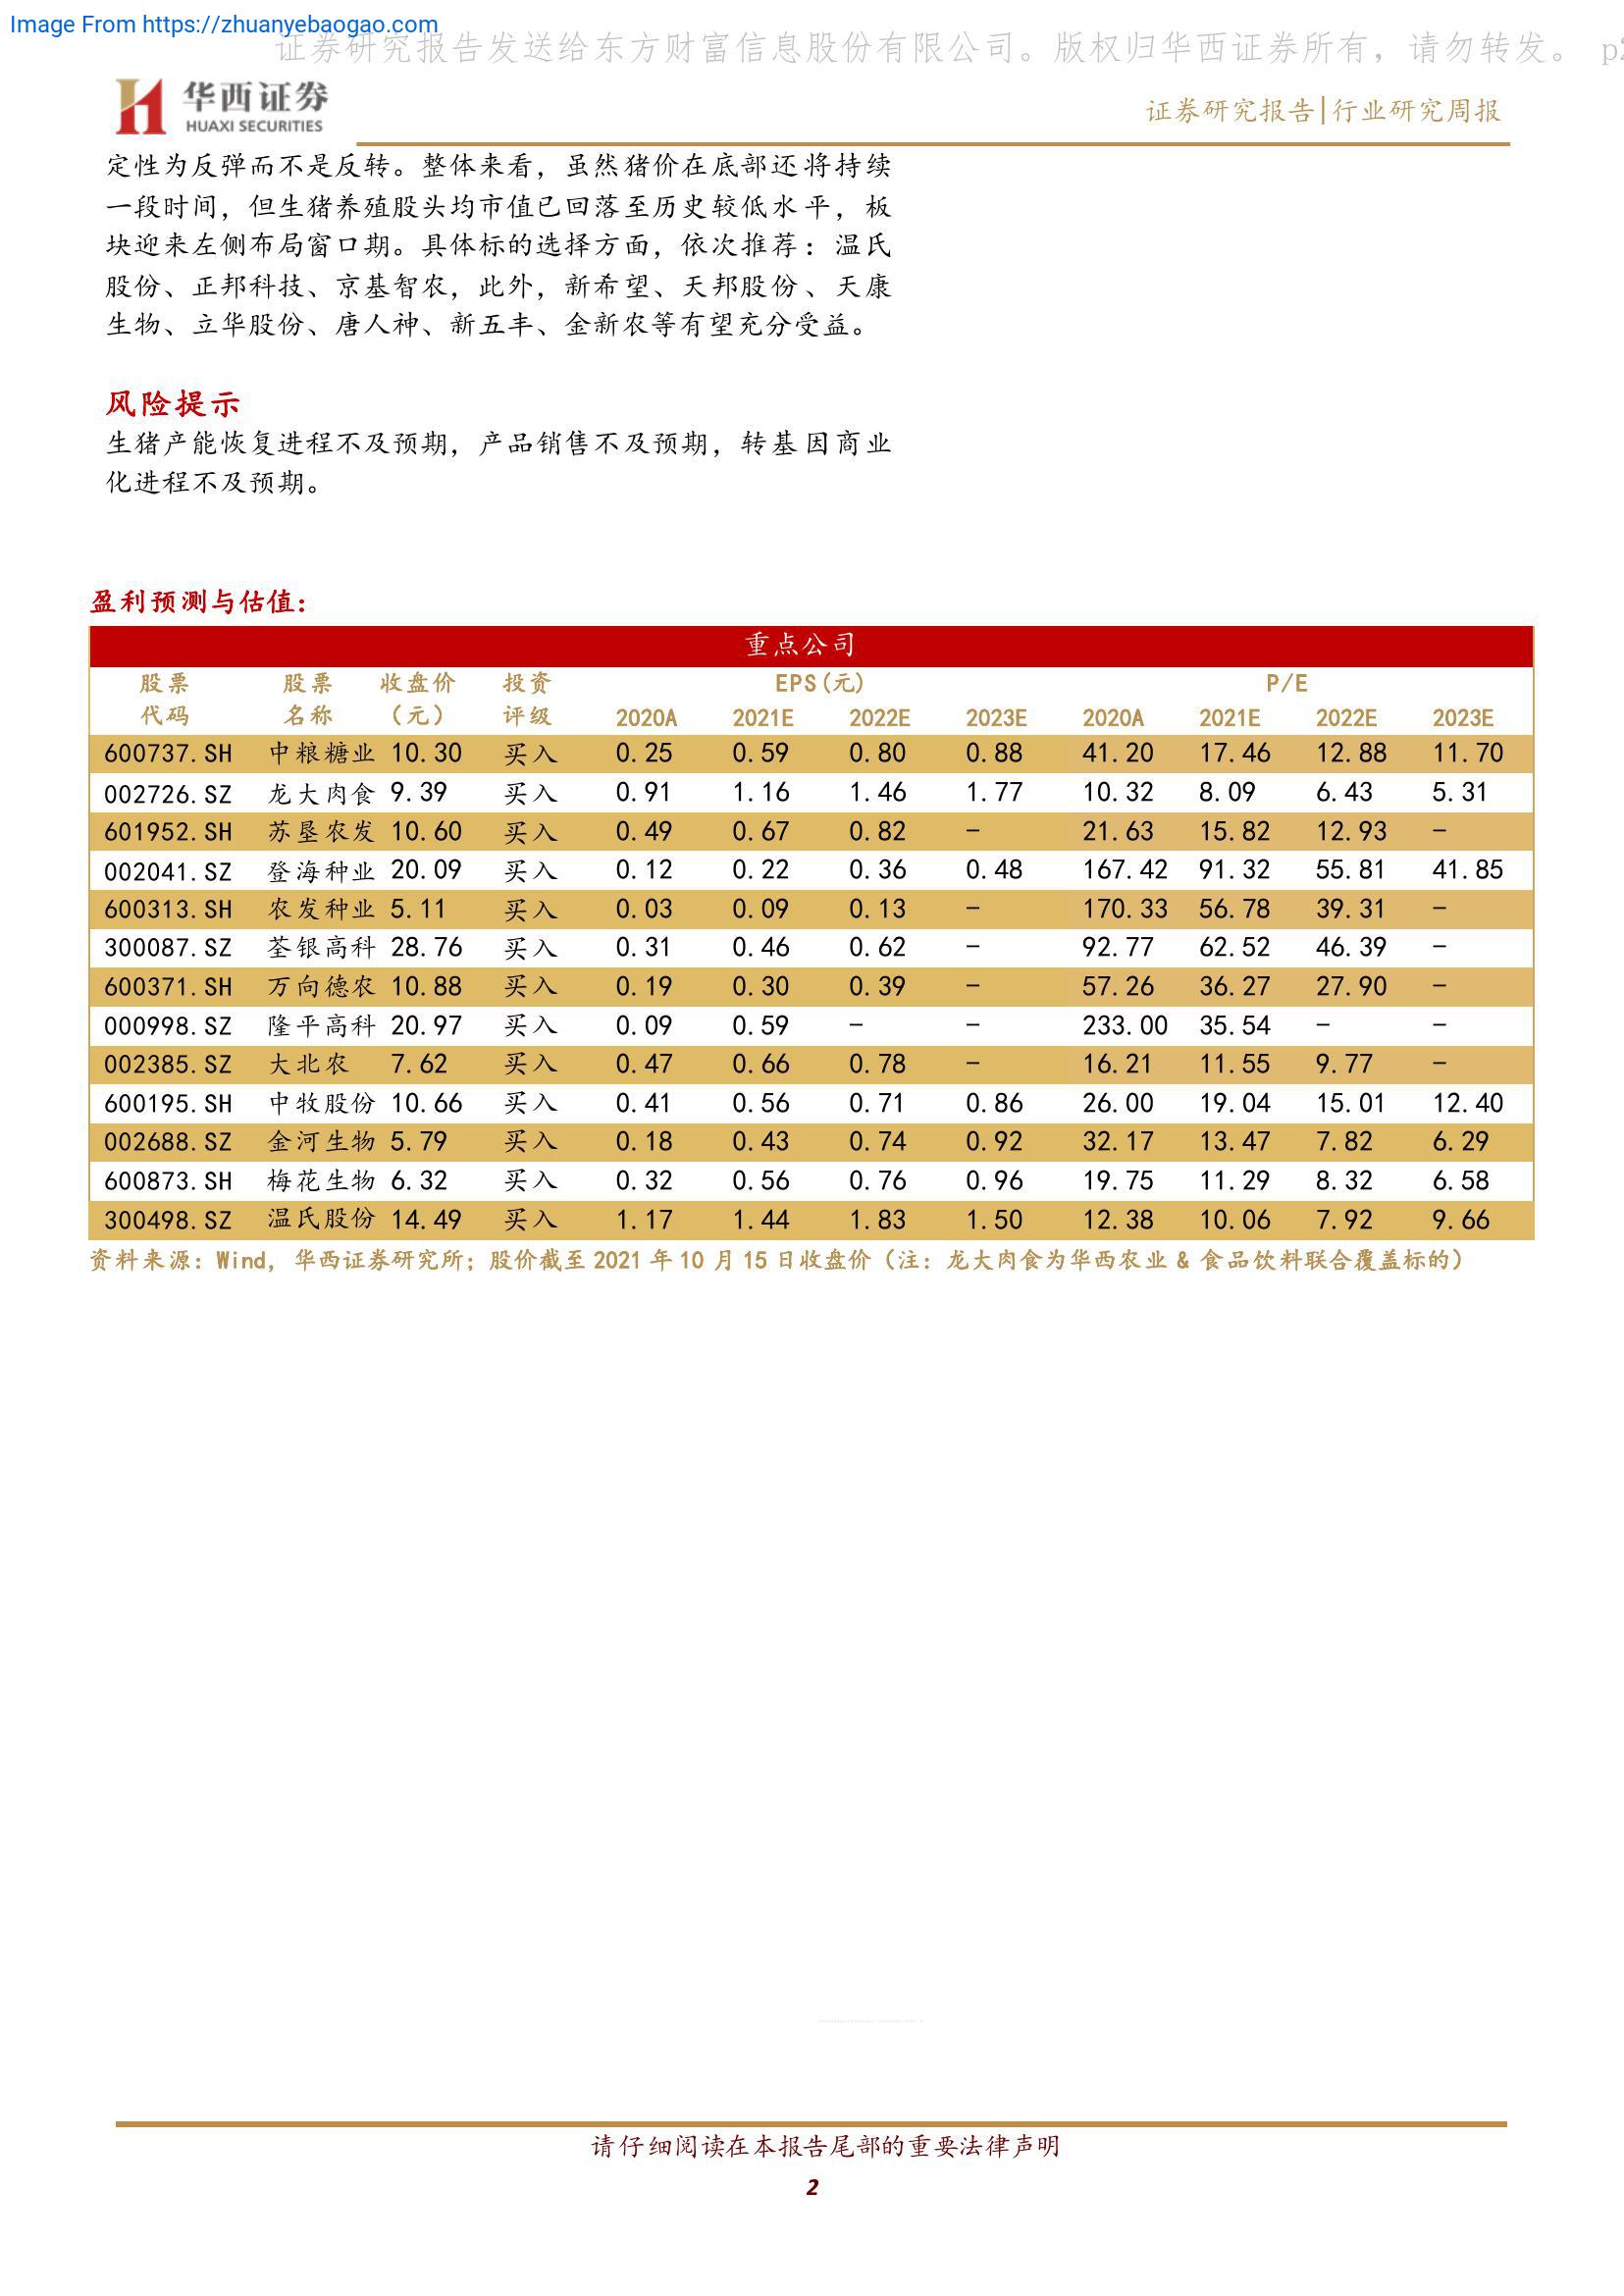 Image From https://zhuanyebaogao.com
证券研究报告发送给东方财富信息股份有限公司。版权归华西证券所有，请勿转发。 p2
华西证券
HUAXI SECURITIES
证券研究报告|行业研究周报
定性为反弹而不是反转。整体来看，虽然猪价在底部还将持续
一段时间，但生猪养殖股头均市值已回落至历史较低水平，板
块迎来左侧布局窗口期。具体标的选择方面，依次推荐：温氏
股份、正邦科技、京基智农，此外，新希望、天邦股份、天康
生物、立华股份、唐人神、新五丰、金新农等有望充分受益。
风险提示
生猪产能恢复进程不及预期，产品销售不及预期，转基因商业
化进程不及预期。
盈利预测与估值：
重点公司
股票 股票 收盘价 投资 EPS(元) P/E
代码 名称 （元） 评级 2020A 2021E 2022E 2023E 2020A 2021E 2022E 2023E
600737.SH 中粮糖业 10.30 买入 0.25 0.59 0.80 0.88 41.20 17.46 12.88 11.70
002726.SZ 龙大肉食 9.39 买入 0.91 1.16 1.46 1.77 10.32 8.09 6.43 5.31
601952.SH 苏垦农发 10.60 买入 0.49 0.67 0.82 - 21.63 15.82 12.93 -
002041.SZ 登海种业 20.09 买入 0.12 0.22 0.36 0.48 167.42 91.32 55.81 41.85
600313.SH 农发种业 5.11 买入 0.03 0.09 0.13 - 170.33 56.78 39.31 -
300087.SZ 荃银高科 28.76 买入 0.31 0.46 0.62 - 92.77 62.52 46.39 -
600371.SH 万向德农 10.88 买入 0.19 0.30 0.39 - 57.26 36.27 27.90 -
000998.SZ 隆平高科 20.97 买入 0.09 0.59 - - 233.00 35.54 - -
002385.SZ 大北农 7.62 买入 0.47 0.66 0.78 - 16.21 11.55 9.77 -
600195.SH 中牧股份 10.66 买入 0.41 0.56 0.71 0.86 26.00 19.04 15.01 12.40
002688.SZ 金河生物 5.79 买入 0.18 0.43 0.74 0.92 32.17 13.47 7.82 6.29
600873.SH 梅花生物 6.32 买入 0.32 0.56 0.76 0.96 19.75 11.29 8.32 6.58
300498.SZ 温氏股份 14.49 买入 1.17 1.44 1.83 1.50 12.38 10.06 7.92 9.66
资料来源：Wind，华西证券研究所；股价截至 2021 年 10 月 15 日收盘价（注：龙大肉食为华西农业 & 食品饮料联合覆盖标的）
请仔细阅读在本报告尾部的重要法律声明
2